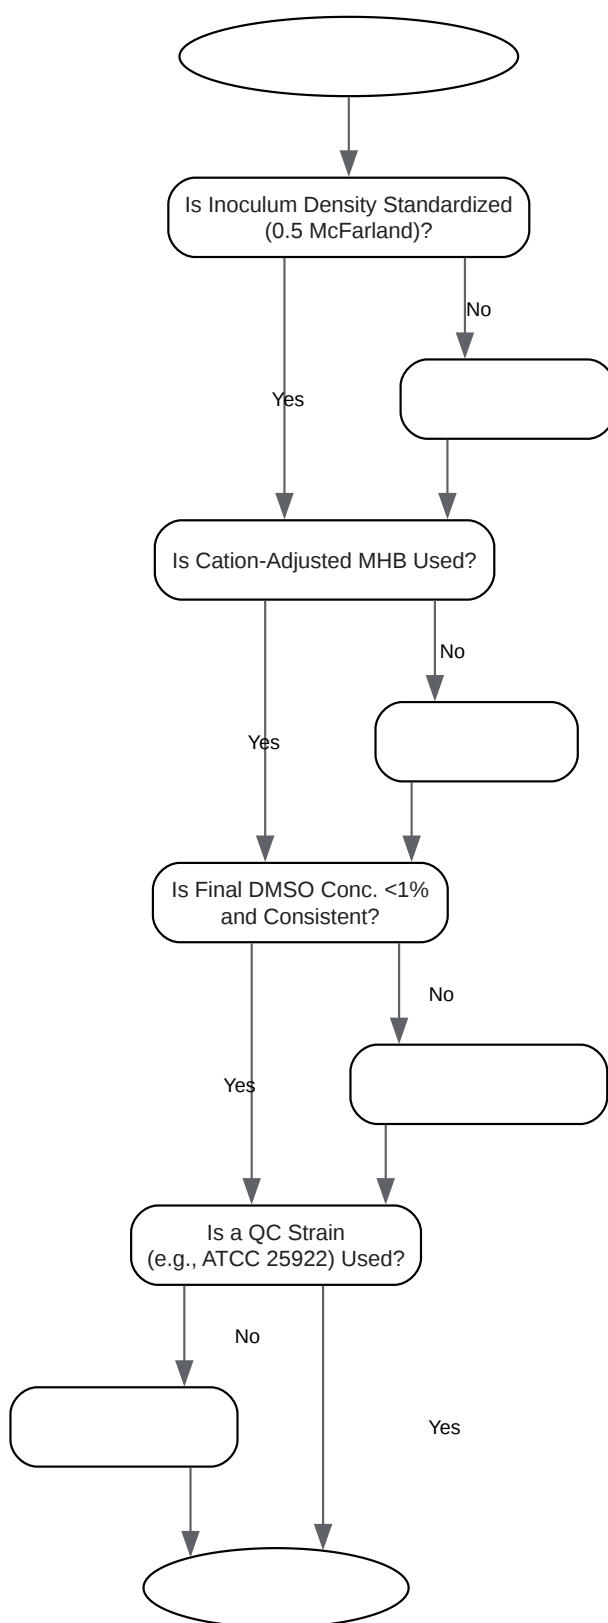 Is Inoculum Density Standardized
(0.5 McFarland)?
No
Yes
Is Cation-Adjusted MHB Used?
No
Yes
Is Final DMSO Conc. <1%
and Consistent?
No
Yes
Is a QC Strain
(e.g., ATCC 25922) Used?
No
Yes